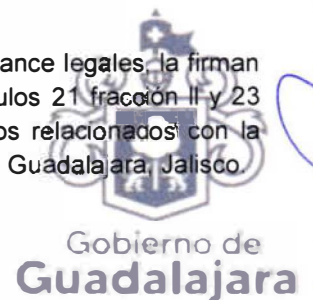 ance legales, la firman
ulos 21 fracción II y 23
os relacionados con la
Guadalajara, Jalisco.
Gobierno de
Guadalajara